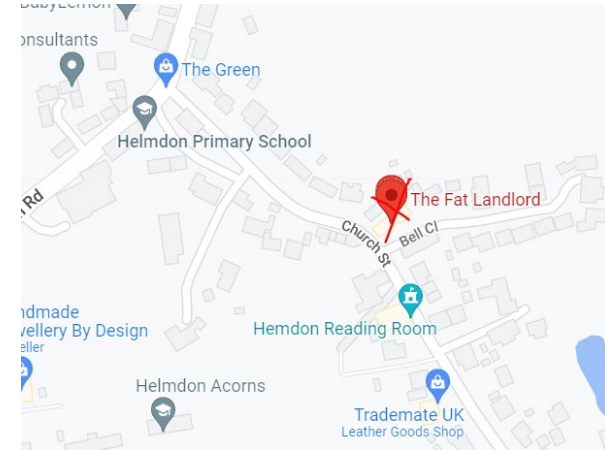 BabyLemon
onsultants
The Green
Helmdon Primary School
Rd
The Fat Landlord
Church St
Bell Cl
Hemdon Reading Room
ndmade
vellery By Design
eller
Helmdon Acorns
Trademate UK
Leather Goods Shop